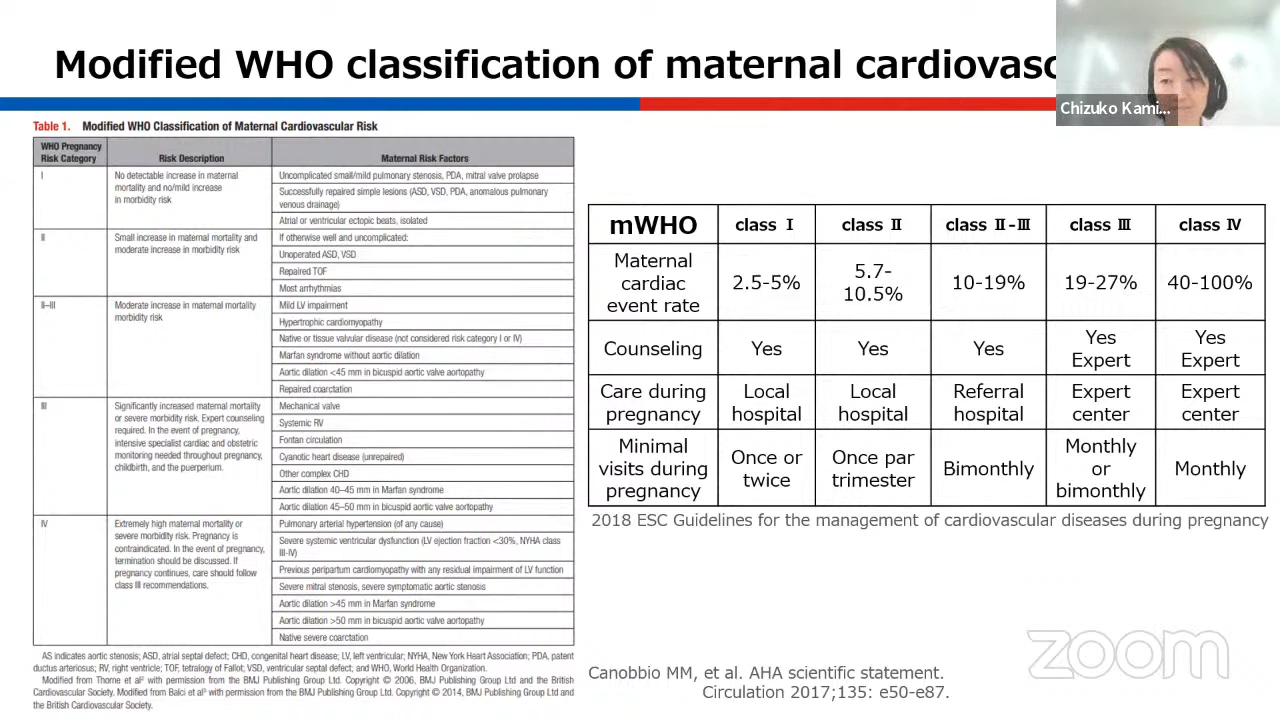 Modified WHO classification of maternal cardiovasc
Chizuko Kami...
Table 1. Modified WHO Classification of Maternal Cardiovascular Risk
WHO Pregnancy
Risk Category
Risk Description
Maternal Risk Factors
I
No detectable increase in maternal
mortality and no/mild increase
in morbidity risk
Uncomplicated small/mild pulmonary stenosis, PDA, mitral valve prolapse
Successfully repaired simple lesions (ASD, VSD, PDA, anomalous pulmonary
venous drainage)
Atrial or ventricular ectopic beats, isolated
II
Small increase in maternal mortality and
moderate increase in morbidity risk
If otherwise well and uncomplicated:
Unoperated ASD, VSD
Repaired TOF
Most arrhythmias
II–III
Moderate increase in maternal mortality
morbidity risk
Mild LV impairment
Hypertrophic cardiomyopathy
Native or tissue valvular disease (not considered risk category I or IV)
Marfan syndrome without aortic dilation
Aortic dilation <45 mm in bicuspid aortic valve aortopathy
Repaired coarctation
III
Significantly increased maternal mortality
or severe morbidity risk. Expert counseling
required. In the event of pregnancy,
intensive specialist cardiac and obstetric
monitoring needed throughout pregnancy,
childbirth, and the puerperium.
Mechanical valve
Systemic RV
Fontan circulation
Cyanotic heart disease (unrepaired)
Other complex CHD
Aortic dilation 40–45 mm in Marfan syndrome
Aortic dilation 45–50 mm in bicuspid aortic valve aortopathy
IV
Extremely high maternal mortality or
severe morbidity risk. Pregnancy is
contraindicated. In the event of pregnancy,
termination should be discussed. If
pregnancy continues, care should follow
class III recommendations.
Pulmonary arterial hypertension (of any cause)
Severe systemic ventricular dysfunction (LV ejection fraction <30%, NYHA class
III-IV)
Previous peripartum cardiomyopathy with any residual impairment of LV function
Severe mitral stenosis, severe symptomatic aortic stenosis
Aortic dilation >45 mm in Marfan syndrome
Aortic dilation >50 mm in bicuspid aortic valve aortopathy
Native severe coarctation
AS indicates aortic stenosis; ASD, atrial septal defect; CHD, congenital heart disease; LV, left ventricular; NYHA, New York Heart Association; PDA, patent
ductus arteriosus; RV, right ventricle; TOF, tetralogy of Fallot; VSD, ventricular septal defect; and WHO, World Health Organization.
Modified from Thorne et al² with permission from the BMJ Publishing Group Ltd. Copyright © 2006, BMJ Publishing Group Ltd and the British
Cardiovascular Society. Modified from Balci et al³ with permission from the BMJ Publishing Group Ltd. Copyright © 2014, BMJ Publishing Group Ltd and
the British Cardiovascular Society.
mWHO class Ⅰ class Ⅱ class Ⅱ-Ⅲ class Ⅲ class Ⅳ
Maternal
cardiac
event rate
2.5-5%
5.7-
10.5%
10-19%
19-27%
40-100%
Counseling
Yes
Yes
Yes
Yes
Expert
Yes
Expert
Care during
pregnancy
Local
hospital
Local
hospital
Referral
hospital
Expert
center
Expert
center
Minimal
visits during
pregnancy
Once or
twice
Once par
trimester
Bimonthly
Monthly
or
bimonthly
Monthly
2018 ESC Guidelines for the management of cardiovascular diseases during pregnancy
zoom
Canobbio MM, et al. AHA scientific statement.
Circulation 2017;135: e50-e87.